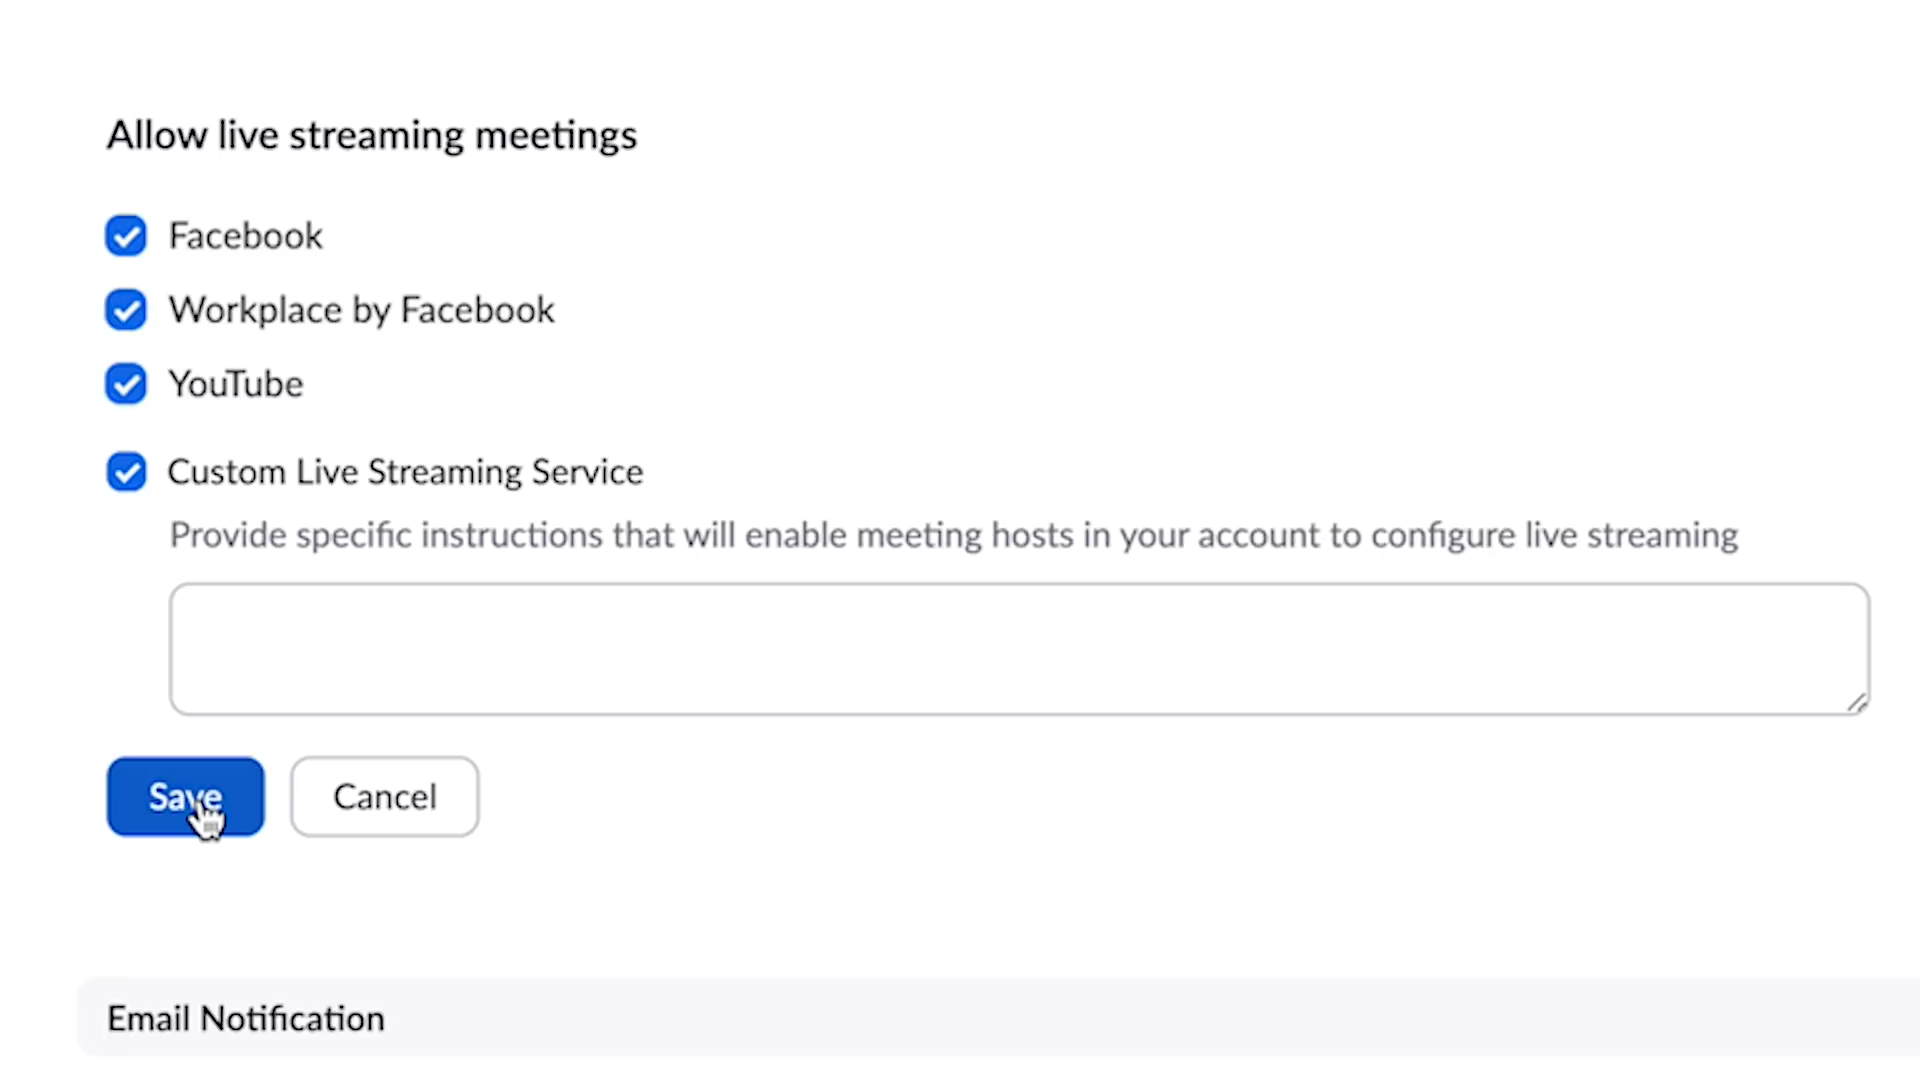 Allow live streaming meetings
Facebook
Workplace by Facebook
YouTube
Custom Live Streaming Service
Provide specific instructions that will enable meeting hosts in your account to configure live streaming
Save
Cancel
Email Notification